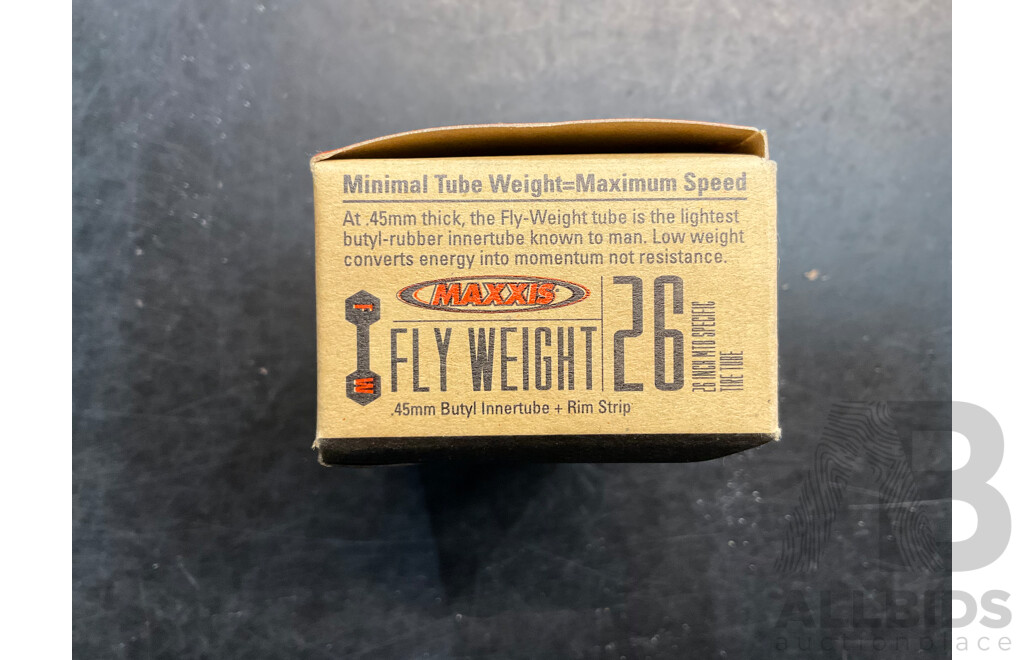 Minimal Tube Weight=Maximum Speed
At .45mm thick, the Fly-Weight tube is the lightest
butyl-rubber innertube known to man. Low weight
converts energy into momentum not resistance.
MAXXIS®
F W
FLY WEIGHT
26
26 INCH MTB SPECIFIC
TIRE TUBE
.45mm Butyl Innertube + Rim Strip
AB
ALLBIDS
auctionplace